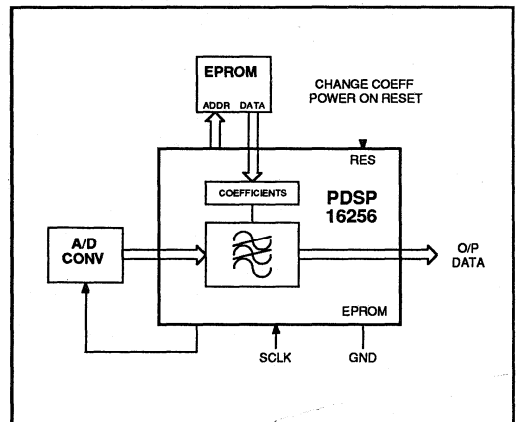 EPROM
ADDR DATA
CHANGE COEFF
POWER ON RESET
RES
COEFFICIENTS
PDSP
16256
A/D
CONV
O/P
DATA
EPROM
SCLK
GND